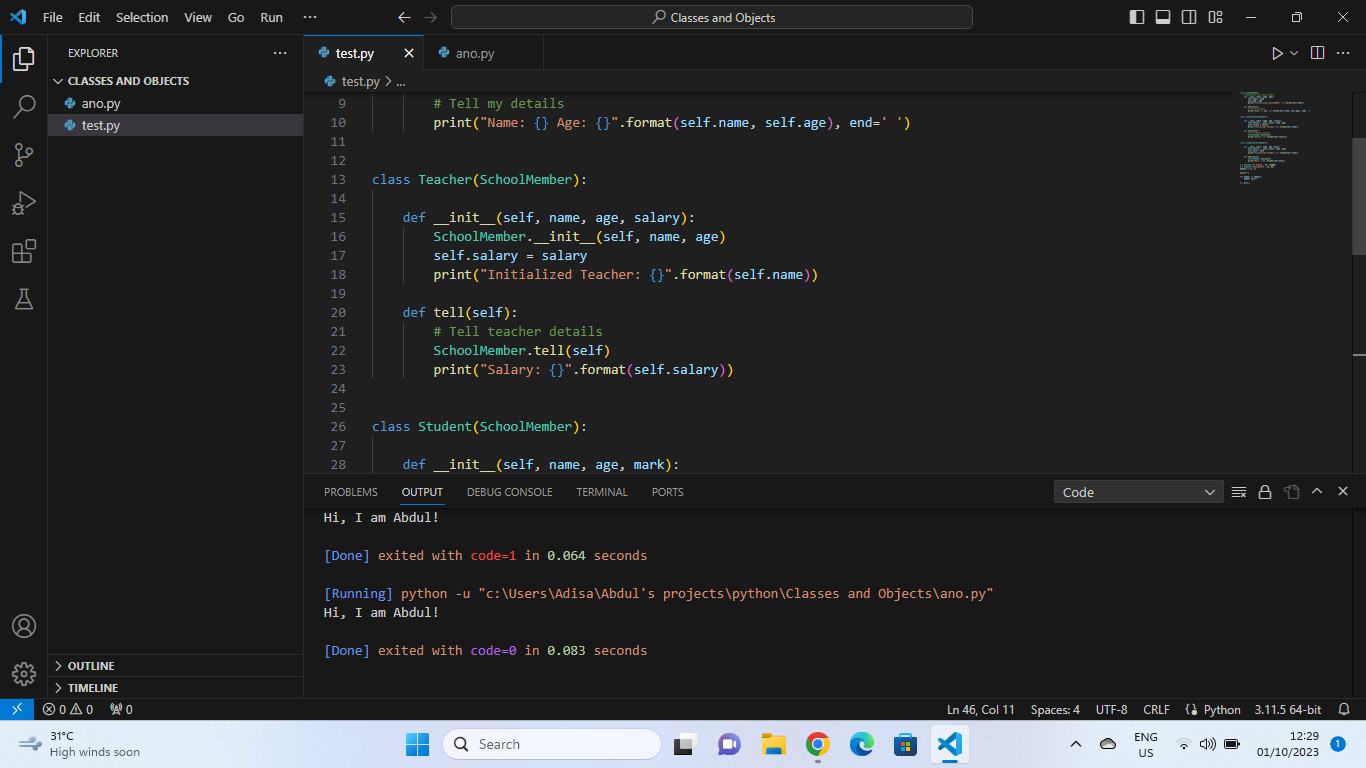 File Edit Selection View Go Run ··· Classes and Objects
EXPLORER ···
CLASSES AND OBJECTS
ano.py
test.py
OUTLINE
TIMELINE
test.py ano.py
test.py > ...
9 # Tell my details
10 print("Name: {} Age: {}".format(self.name, self.age), end=' ')
11
12
13 class Teacher(SchoolMember):
14
15 def __init__(self, name, age, salary):
16 SchoolMember.__init__(self, name, age)
17 self.salary = salary
18 print("Initialized Teacher: {}".format(self.name))
19
20 def tell(self):
21 # Tell teacher details
22 SchoolMember.tell(self)
23 print("Salary: {}".format(self.salary))
24
25
26 class Student(SchoolMember):
27
28 def __init__(self, name, age, mark):
PROBLEMS OUTPUT DEBUG CONSOLE TERMINAL PORTS Code
Hi, I am Abdul!
[Done] exited with code=1 in 0.064 seconds
[Running] python -u "c:\Users\Adisa\Abdul's projects\python\Classes and Objects\ano.py"
Hi, I am Abdul!
[Done] exited with code=0 in 0.083 seconds
0 0 0 Ln 46, Col 11 Spaces: 4 UTF-8 CRLF Python 3.11.5 64-bit
31°C
High winds soon
Search
ENG
US
12:29
01/10/2023
1